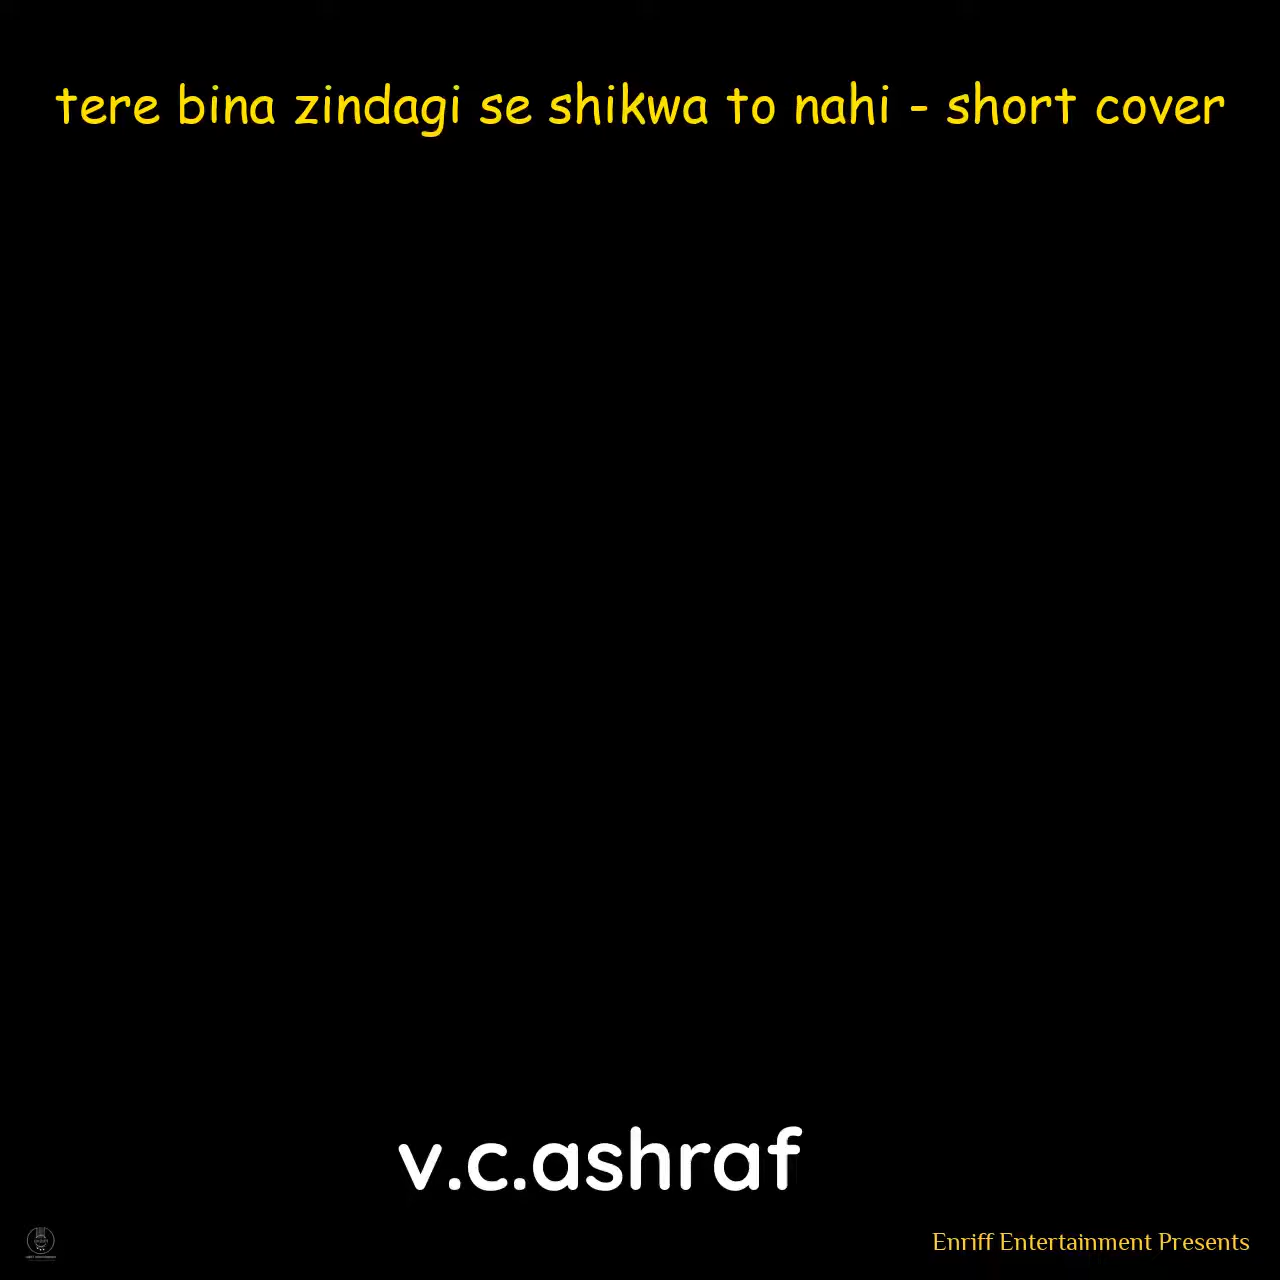 tere bina zindagi se shikwa to nahi - short cover
v.c.ashraf
Enriff Entertainment Presents